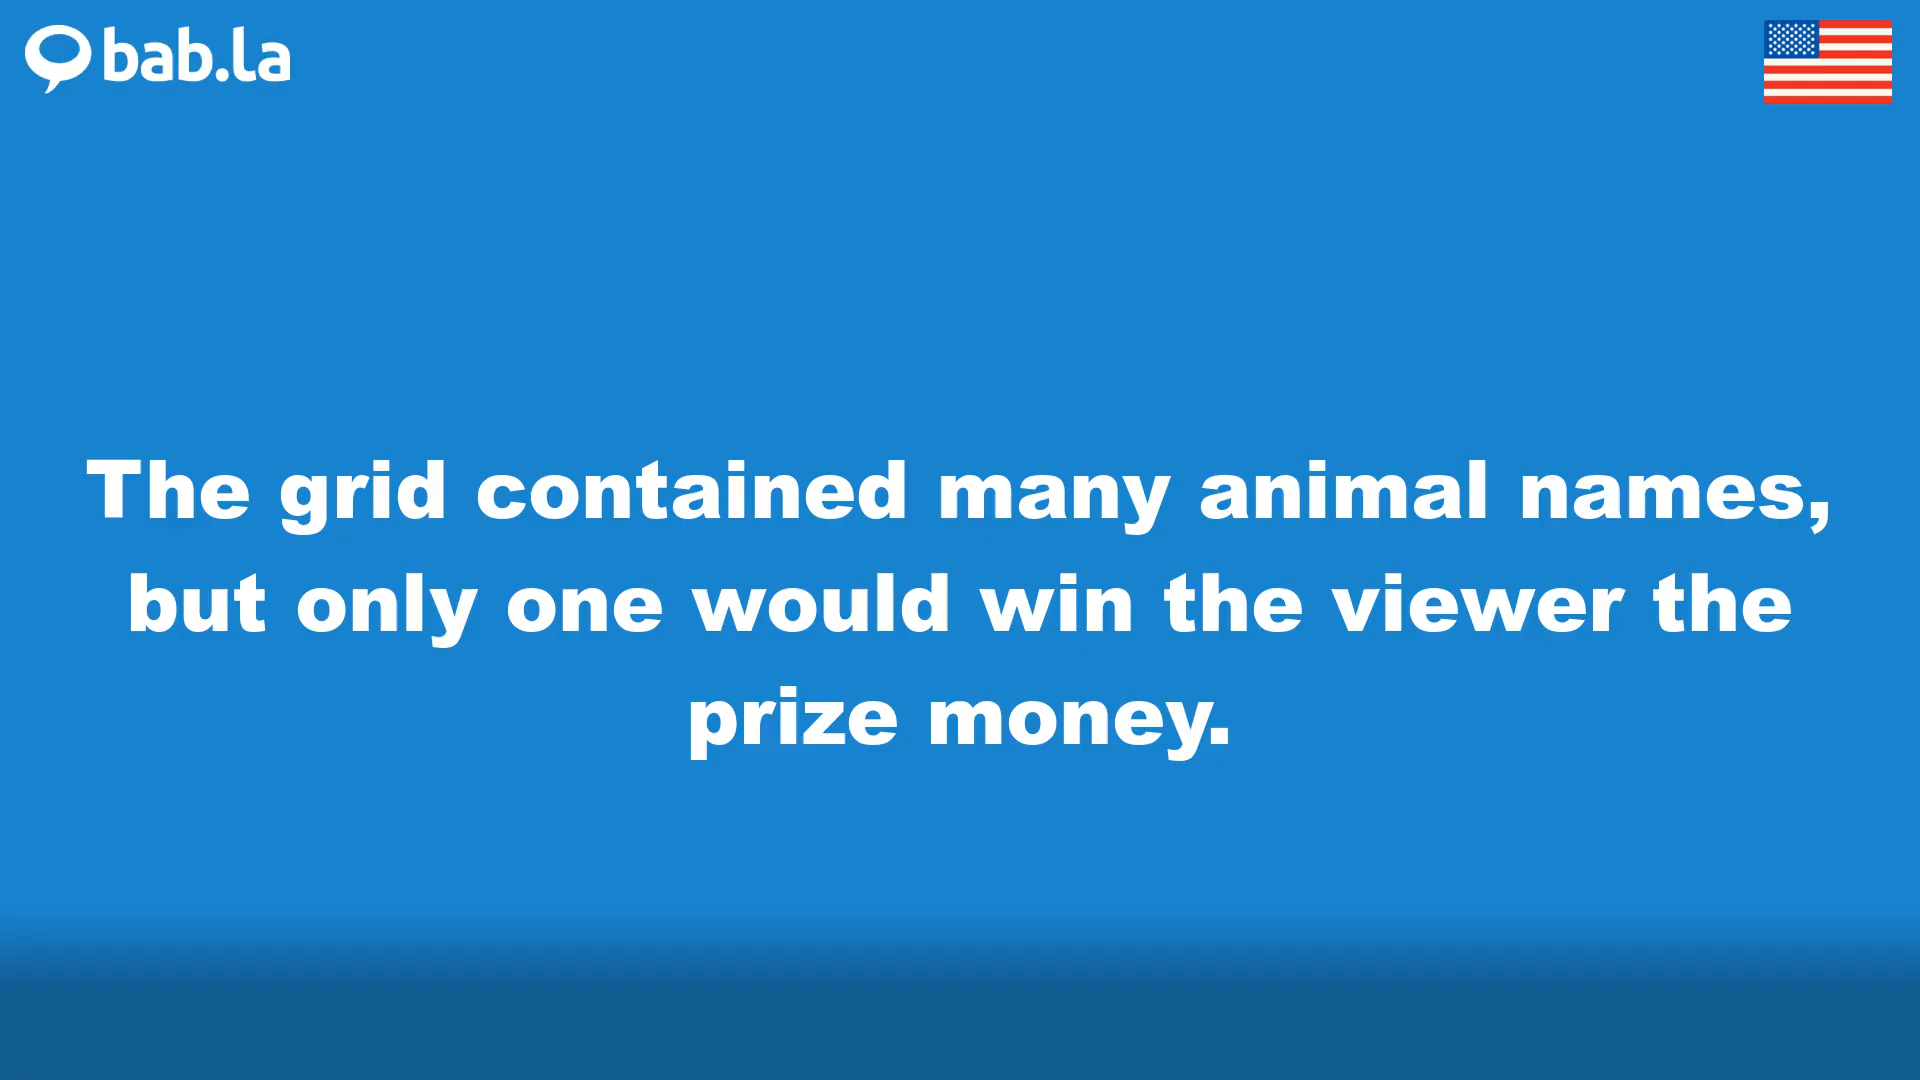 bab.la
The grid contained many animal names,
but only one would win the viewer the
prize money.